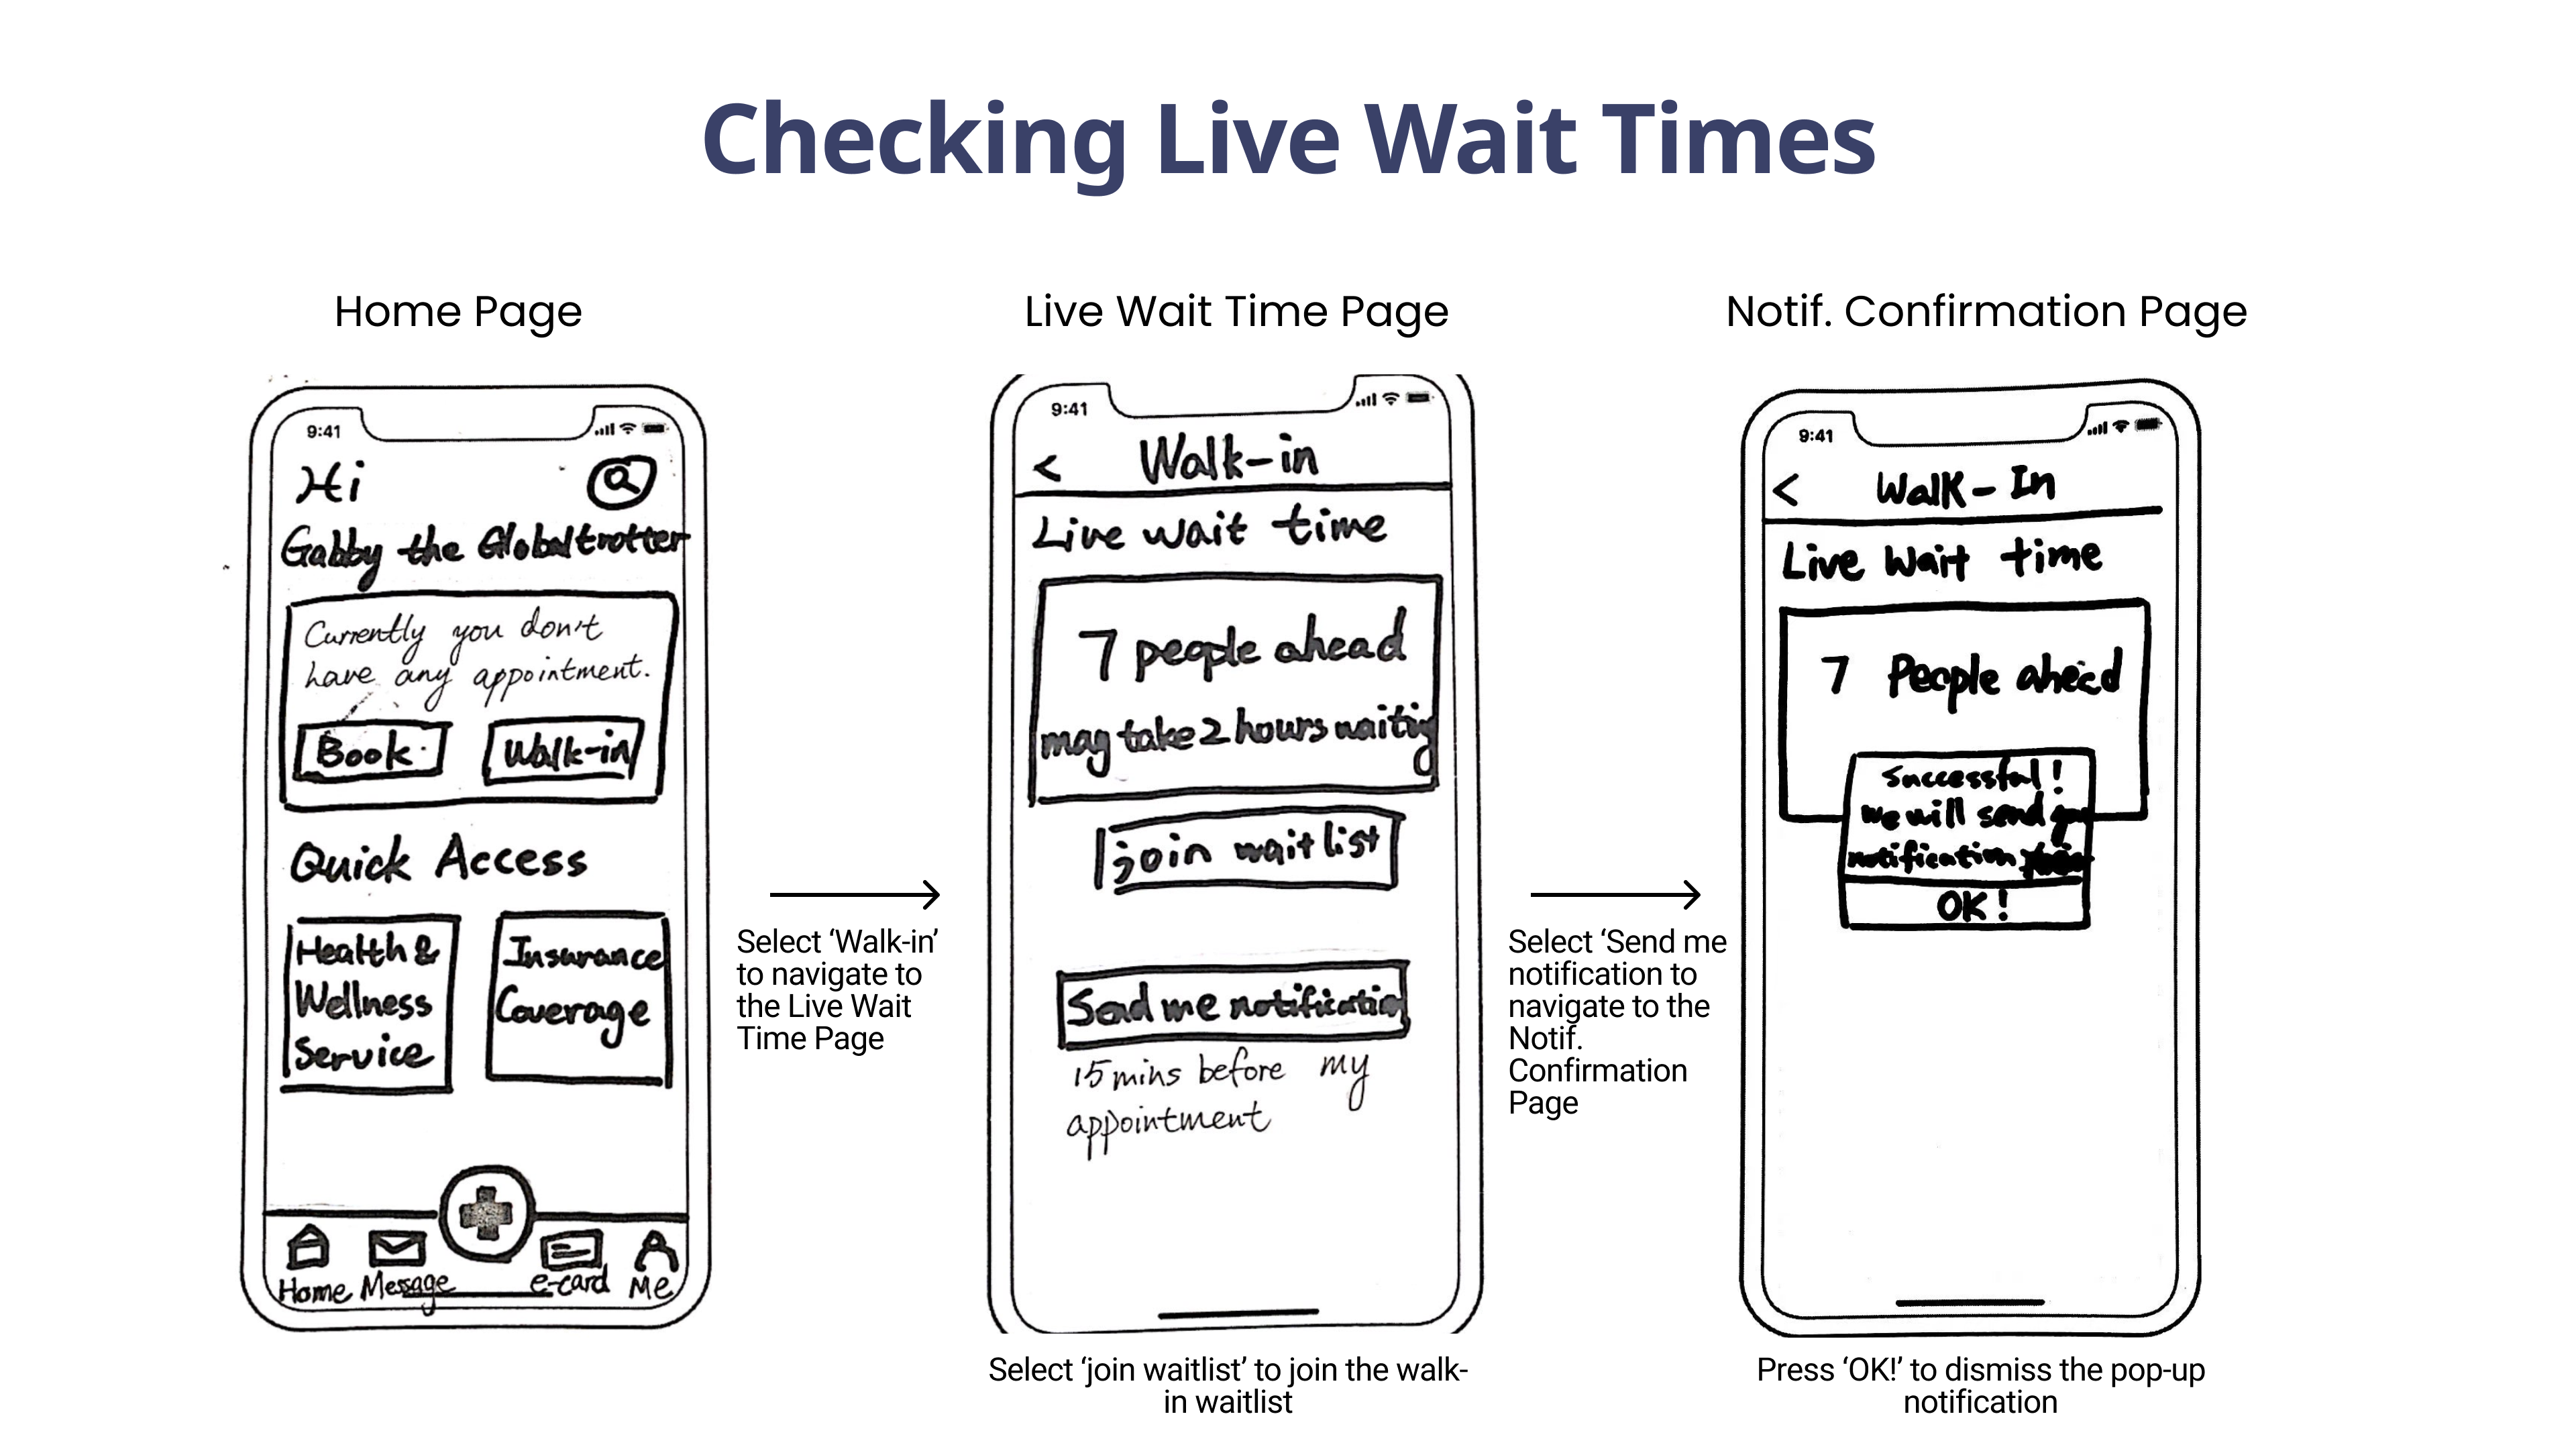 Checking Live Wait Times
Home Page
9:41
Hi
Gabby the Globaltrotter
Currently you don't
have any appointment.
Book
Walk-in
Quick Access
Health &
Wellness
Service
Insurance
Coverage
Home
Message
e-card
Me
Select ‘Walk-in’
to navigate to
the Live Wait
Time Page
Live Wait Time Page
9:41
< Walk-in
Live wait time
7 people ahead
may take 2 hours waiting
join waitlist
Send me notification
15 mins before my
appointment
Select ‘join waitlist’ to join the walk-
in waitlist
Select ‘Send me
notification to
navigate to the
Notif.
Confirmation
Page
Notif. Confirmation Page
9:41
< Walk-In
Live Wait time
7 People ahead
Successful!
we will send you
notification
OK!
Press ‘OK!’ to dismiss the pop-up
notification